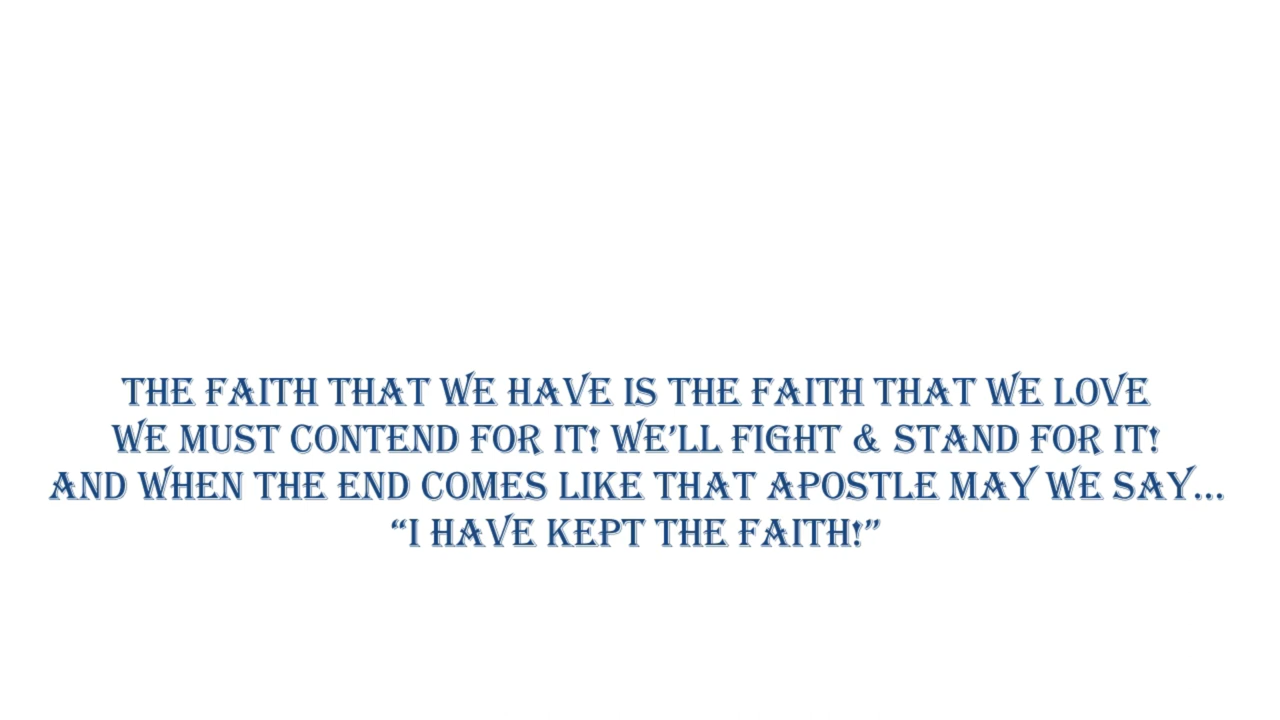 THE FAITH THAT WE HAVE IS THE FAITH THAT WE LOVE
WE MUST CONTEND FOR IT! WE’LL FIGHT & STAND FOR IT!
AND WHEN THE END COMES LIKE THAT APOSTLE MAY WE SAY...
“I HAVE KEPT THE FAITH!”